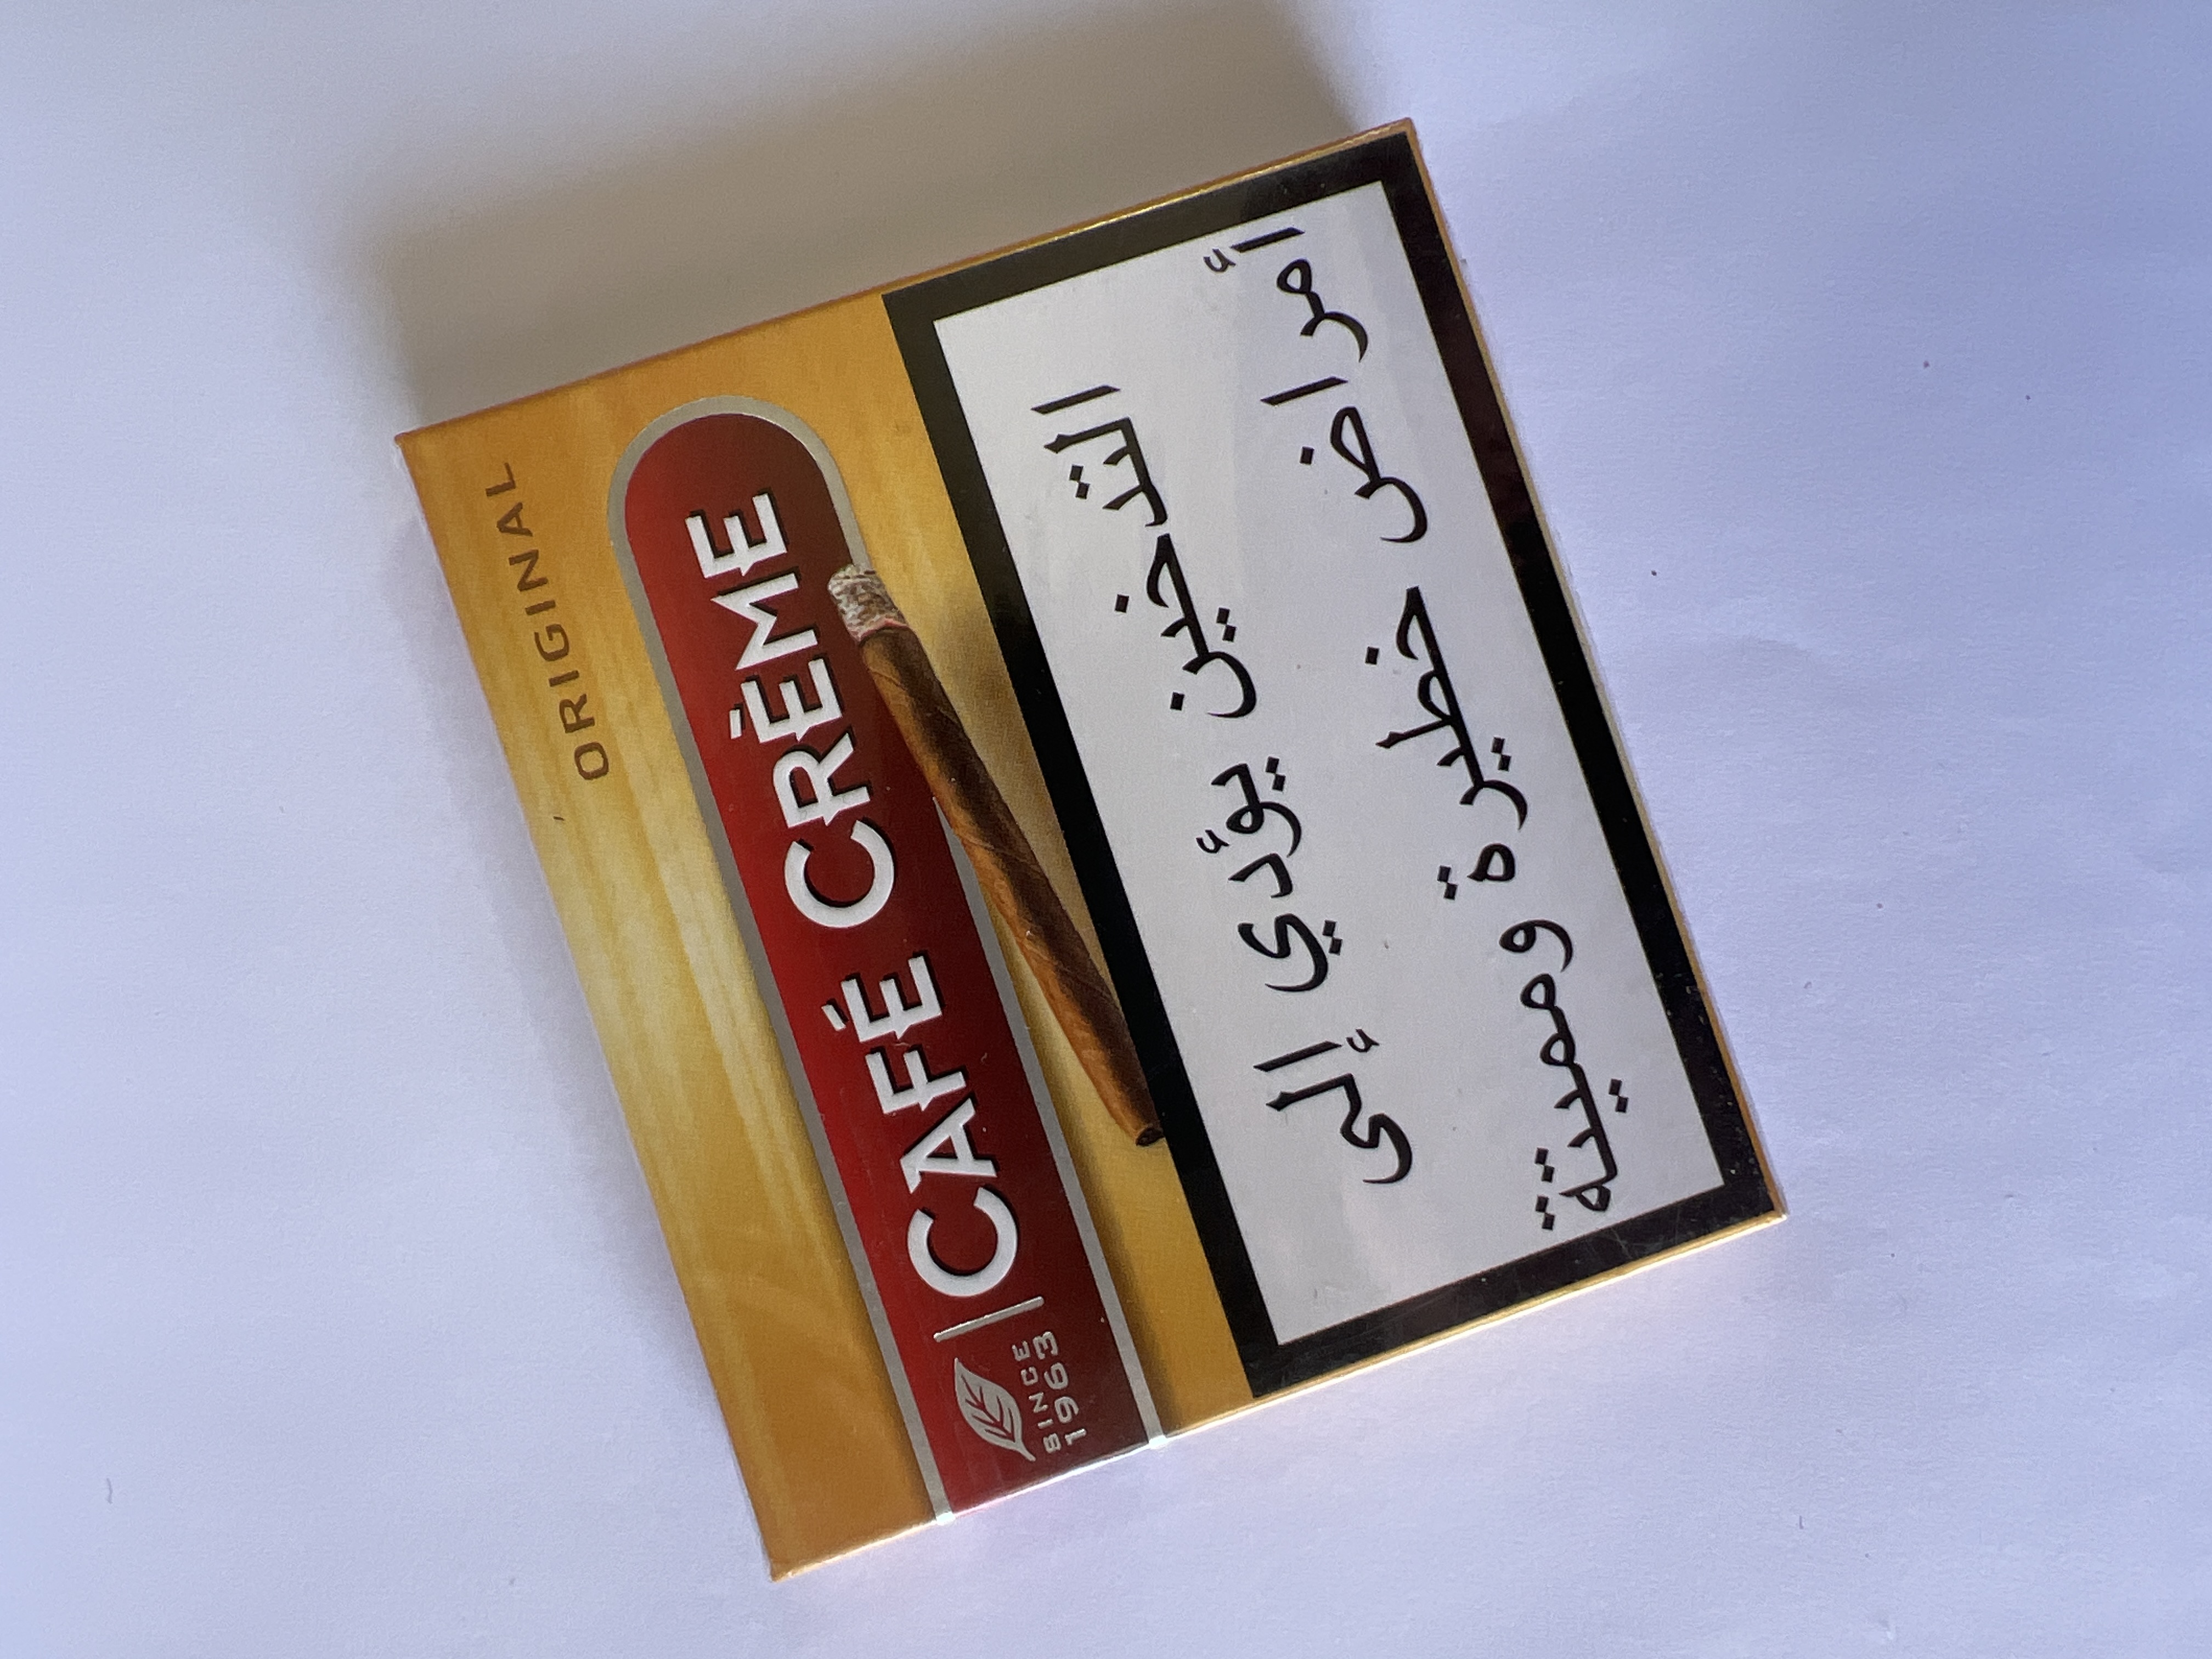 ORIGINAL
CAFÉ CRÈME
SINCE
1963
التدخين يؤدي إلى
أمراض خطيرة ومميتة